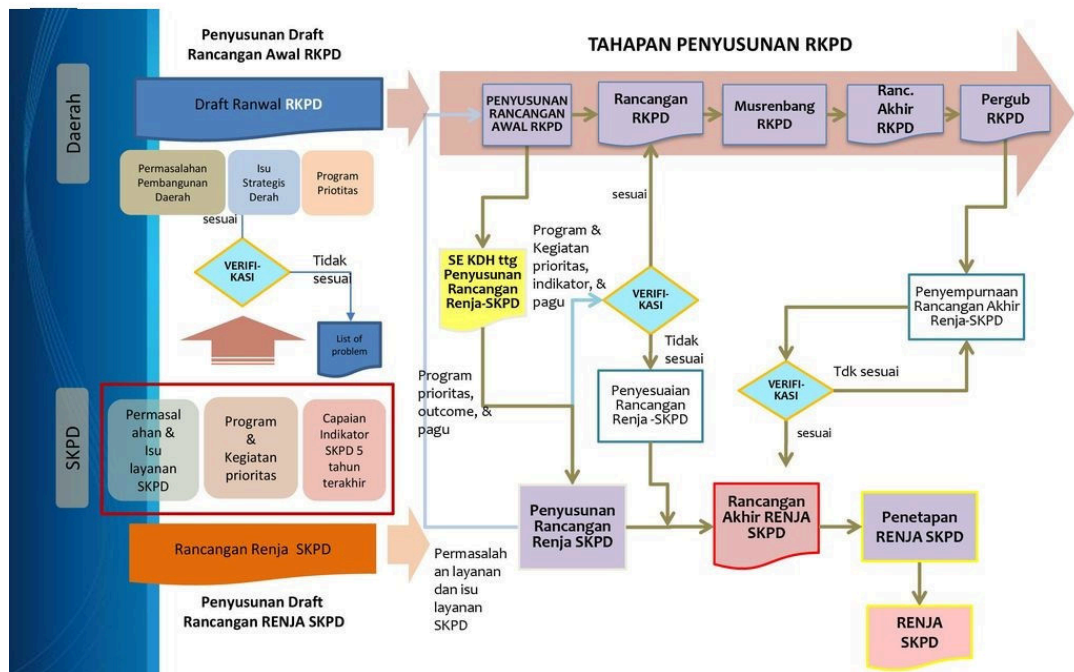 Penyusunan Draft
Rancangan Awal RKPD
TAHAPAN PENYUSUNAN RKPD
Daerah
Draft Ranwal RKPD
PENYUSUNAN
RANCANGAN
AWAL RKPD
Rancangan
RKPD
Musrenbang
RKPD
Ranc.
Akhir
RKPD
Pergub
RKPD
Permasalahan
Pembangunan
Daerah
Isu
Strategis
Derah
Program
Priotitas
sesuai
VERIFI-
KASI
Tidak
sesuai
List of
problem
SE KDH ttg
Penyusunan
Rancangan
Renja-SKPD
Program &
Kegiatan
prioritas,
indikator, &
pagu
sesuai
VERIFI-
KASI
Tidak
sesuai
Penyesuaian
Rancangan
Renja -SKPD
Penyempurnaan
Rancangan Akhir
Renja-SKPD
VERIFI-
KASI
Tdk sesuai
sesuai
Program
prioritas,
outcome, &
pagu
SKPD
Permasal
ahan &
Isu
layanan
SKPD
Program
&
Kegiatan
prioritas
Capaian
Indikator
SKPD 5
tahun
terakhir
Rancangan Renja SKPD
Penyusunan Draft
Rancangan RENJA SKPD
Permasalah
an layanan
dan isu
layanan
SKPD
Penyusunan
Rancangan
Renja SKPD
Rancangan
Akhir RENJA
SKPD
Penetapan
RENJA SKPD
RENJA
SKPD